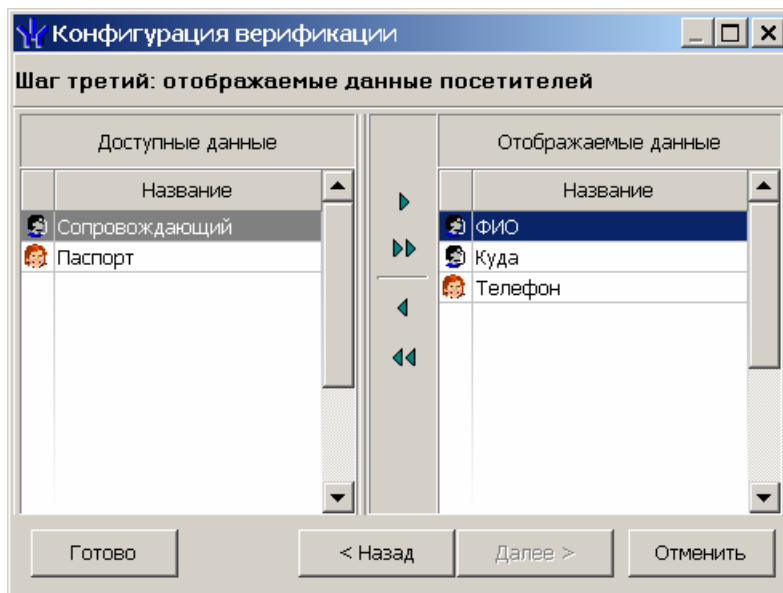 Конфигурация верификации
Шаг третий: отображаемые данные посетителей
Доступные данные
Название
Сопровождающий
Паспорт
Отображаемые данные
Название
ФИО
Куда
Телефон
Готово
< Назад
Далее >
Отменить